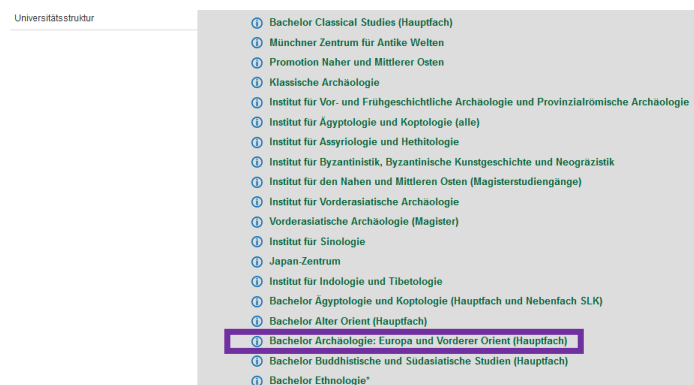 Universitätsstruktur
Bachelor Classical Studies (Hauptfach)
Münchner Zentrum für Antike Welten
Promotion Naher und Mittlerer Osten
Klassische Archäologie
Institut für Vor- und Frühgeschichtliche Archäologie und Provinzialrömische Archäologie
Institut für Ägyptologie und Koptologie (alle)
Institut für Assyriologie und Hethitologie
Institut für Byzantinistik, Byzantinische Kunstgeschichte und Neogräzistik
Institut für den Nahen und Mittleren Osten (Magisterstudiengänge)
Institut für Vorderasiatische Archäologie
Vorderasiatische Archäologie (Magister)
Institut für Sinologie
Japan-Zentrum
Institut für Indologie und Tibetologie
Bachelor Ägyptologie und Koptologie (Hauptfach und Nebenfach SLK)
Bachelor Alter Orient (Hauptfach)
Bachelor Archäologie: Europa und Vorderer Orient (Hauptfach)
Bachelor Buddhistische und Südasiatische Studien (Hauptfach)
Bachelor Ethnologie*